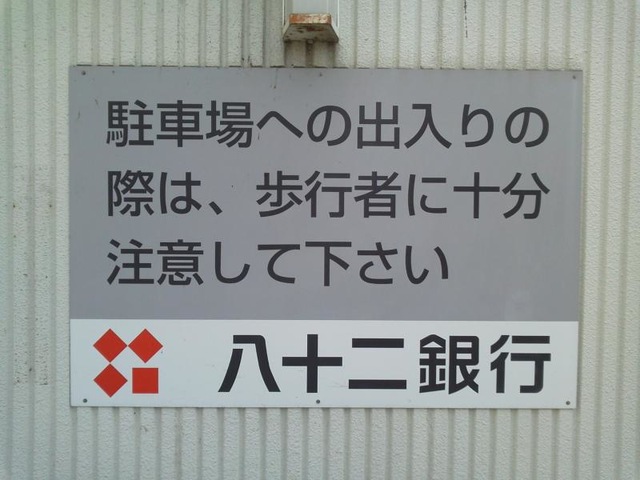 駐車場への出入りの
際は、歩行者に十分
注意して下さい
八十二銀行